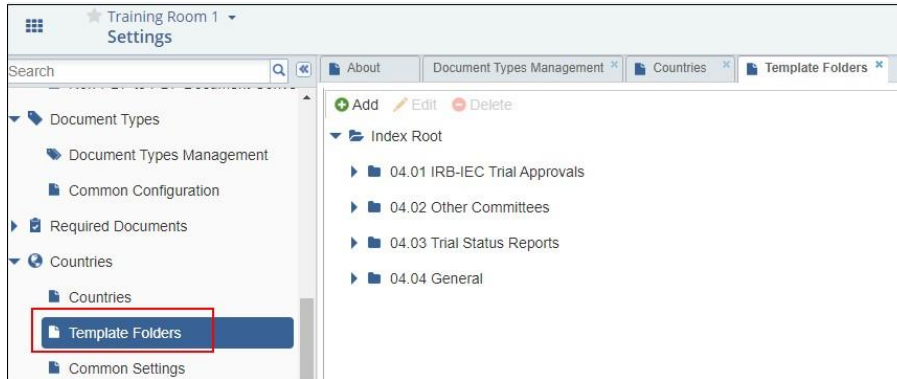 Training Room 1
Settings
Search
Document Types
Document Types Management
Common Configuration
Required Documents
Countries
Countries
Template Folders
Common Settings
About
Document Types Management
Countries
Template Folders
Add Edit Delete
Index Root
04.01 IRB-IEC Trial Approvals
04.02 Other Committees
04.03 Trial Status Reports
04.04 General